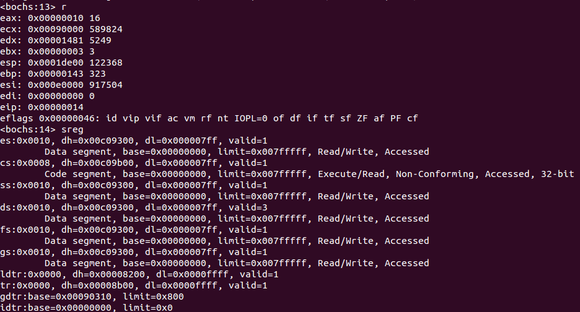 <bochs:13> r
eax: 0x00000010 16
ecx: 0x00090000 589824
edx: 0x00001481 5249
ebx: 0x00000003 3
esp: 0x0001de00 122368
ebp: 0x00000143 323
esi: 0x000e0000 917504
edi: 0x00000000 0
eip: 0x00000014
eflags 0x00000046: id vip vif ac vm rf nt IOPL=0 of df if tf sf ZF af PF cf
<bochs:14> sreg
es:0x0010, dh=0x00c09300, dl=0x000007ff, valid=1
Data segment, base=0x00000000, limit=0x007fffff, Read/Write, Accessed
cs:0x0008, dh=0x00c09b00, dl=0x000007ff, valid=1
Code segment, base=0x00000000, limit=0x007fffff, Execute/Read, Non-Conforming, Accessed, 32-bit
ss:0x0010, dh=0x00c09300, dl=0x000007ff, valid=1
Data segment, base=0x00000000, limit=0x007fffff, Read/Write, Accessed
ds:0x0010, dh=0x00c09300, dl=0x000007ff, valid=3
Data segment, base=0x00000000, limit=0x007fffff, Read/Write, Accessed
fs:0x0010, dh=0x00c09300, dl=0x000007ff, valid=1
Data segment, base=0x00000000, limit=0x007fffff, Read/Write, Accessed
gs:0x0010, dh=0x00c09300, dl=0x000007ff, valid=1
Data segment, base=0x00000000, limit=0x007fffff, Read/Write, Accessed
ldtr:0x0000, dh=0x00008200, dl=0x0000ffff, valid=1
tr:0x0000, dh=0x00008b00, dl=0x0000ffff, valid=1
gdtr:base=0x00090310, limit=0x800
idtr:base=0x00000000, limit=0x0